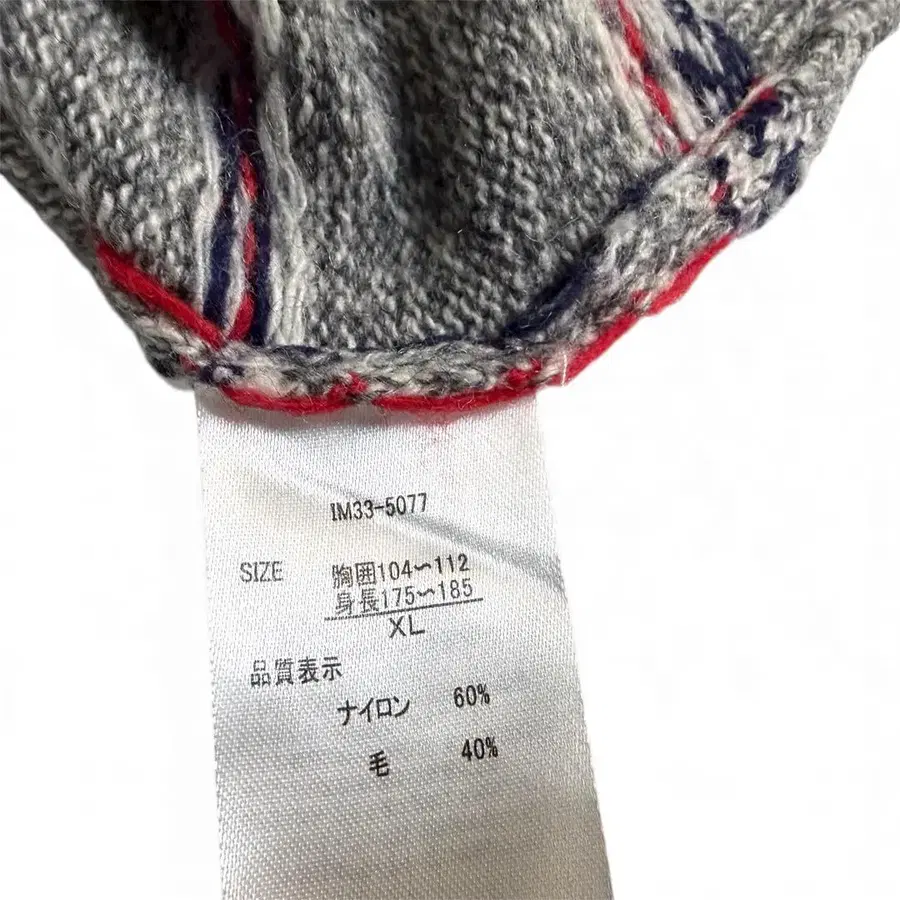 IM33-5077
SIZE 胸囲104〜112
身長175〜185
XL
品質表示
ナイロン 60%
毛 40%